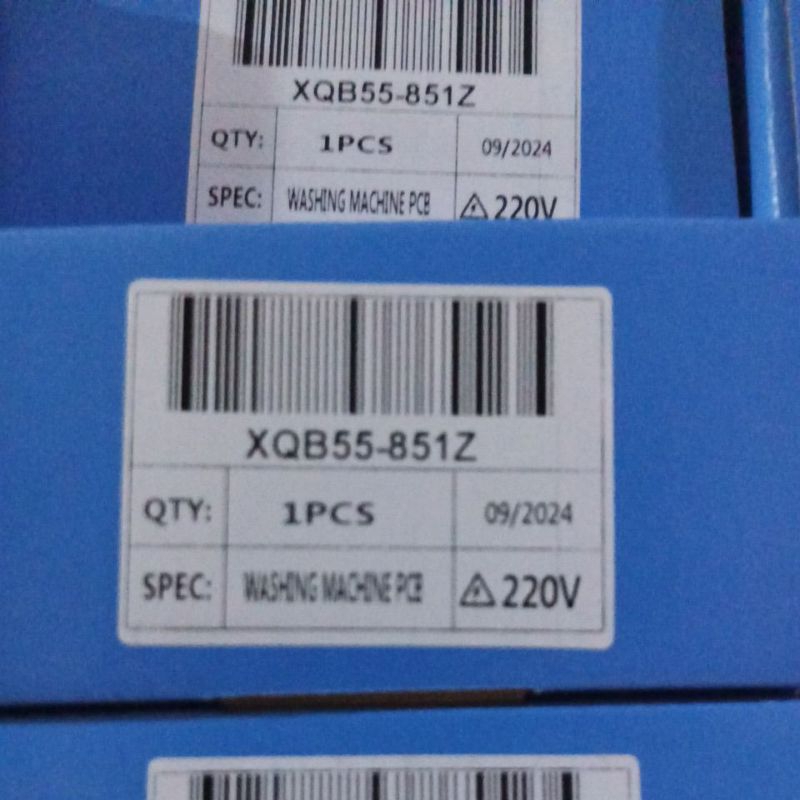 XQB55-851Z
QTY: 1PCS 09/2024
SPEC: WASHING MACHINE PCB 220V
XQB55-851Z
QTY: 1PCS 09/2024
SPEC: WASHING MACHINE PCB 220V